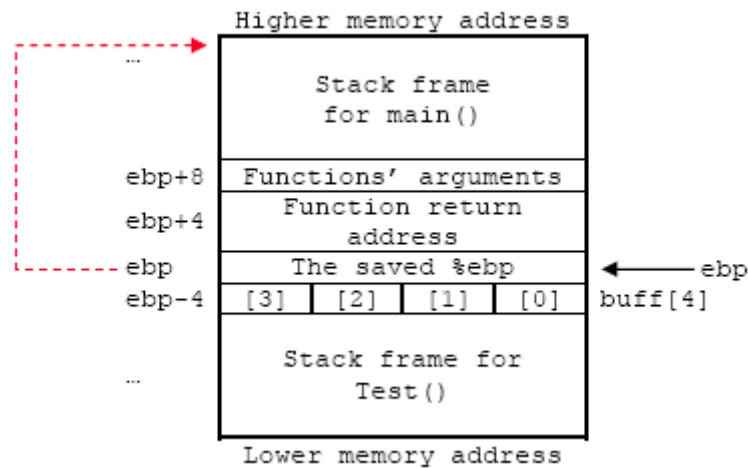 Higher memory address
…
Stack frame
for main()
ebp+8 Functions’ arguments
ebp+4 Function return
address
ebp The saved %ebp ebp
ebp-4 [3] [2] [1] [0] buff[4]
Stack frame for
… Test()
Lower memory address